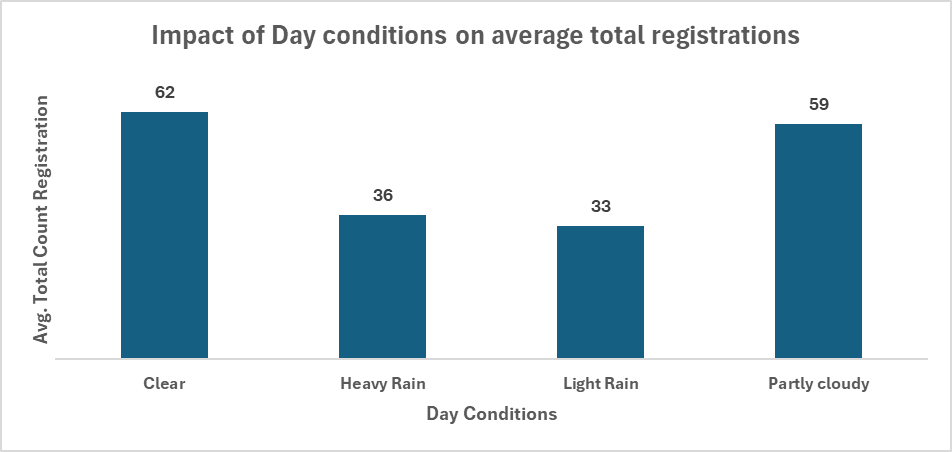 Impact of Day conditions on average total registrations
Avg. Total Count Registration
62
36
33
59
Clear
Heavy Rain
Light Rain
Partly cloudy
Day Conditions